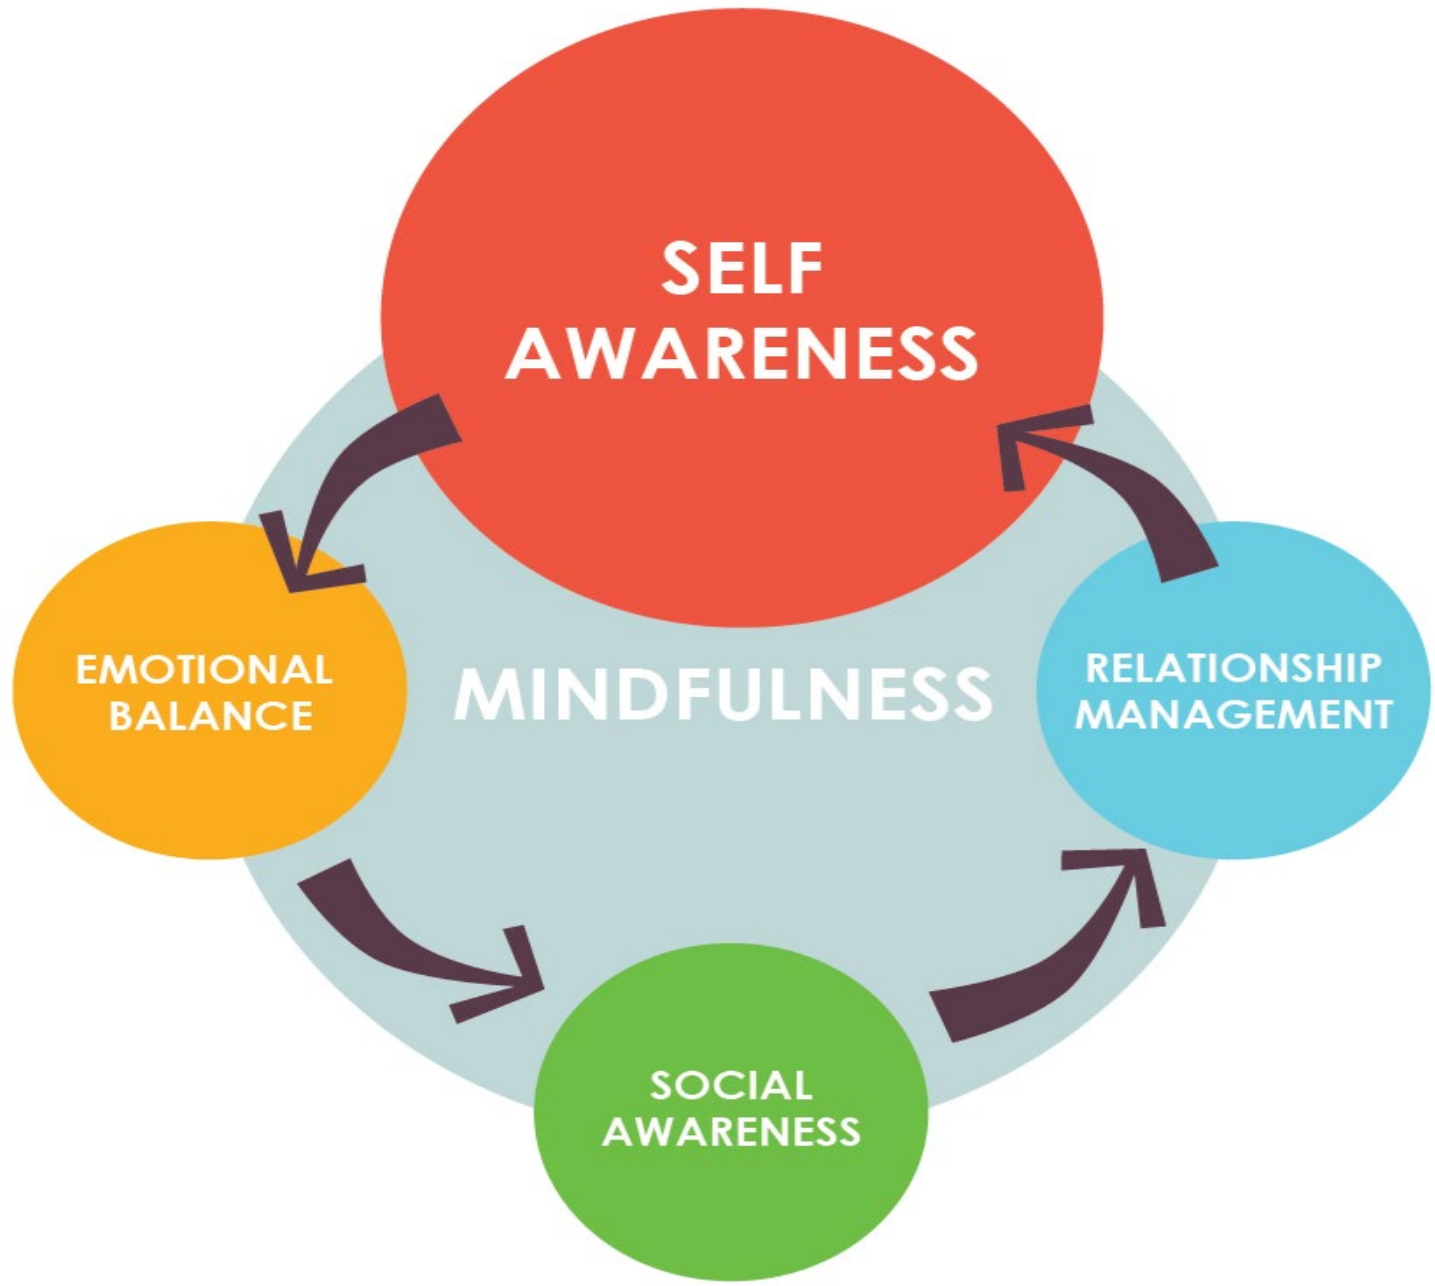 SELF
AWARENESS
EMOTIONAL
BALANCE
MINDFULNESS
RELATIONSHIP
MANAGEMENT
SOCIAL
AWARENESS